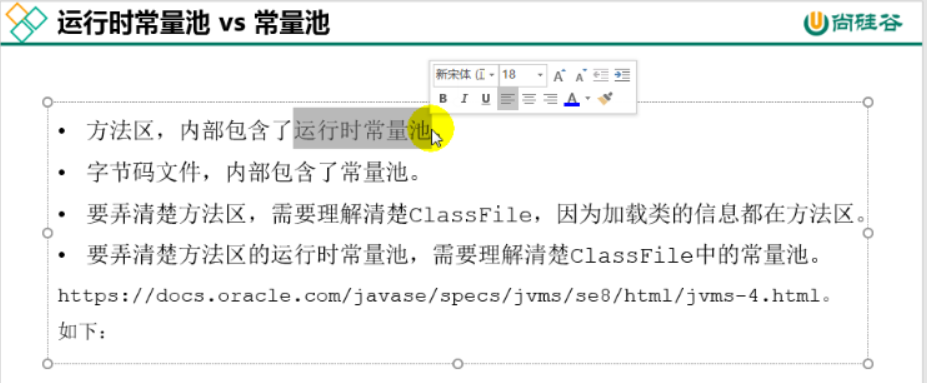 运行时常量池 vs 常量池
尚硅谷
新宋体 (正
18
B I U A
• 方法区，内部包含了运行时常量池。
• 字节码文件，内部包含了常量池。
• 要弄清楚方法区，需要理解清楚ClassFile，因为加载类的信息都在方法区。
• 要弄清楚方法区的运行时常量池，需要理解清楚ClassFile中的常量池。
https://docs.oracle.com/javase/specs/jvms/se8/html/jvms-4.html。
如下：